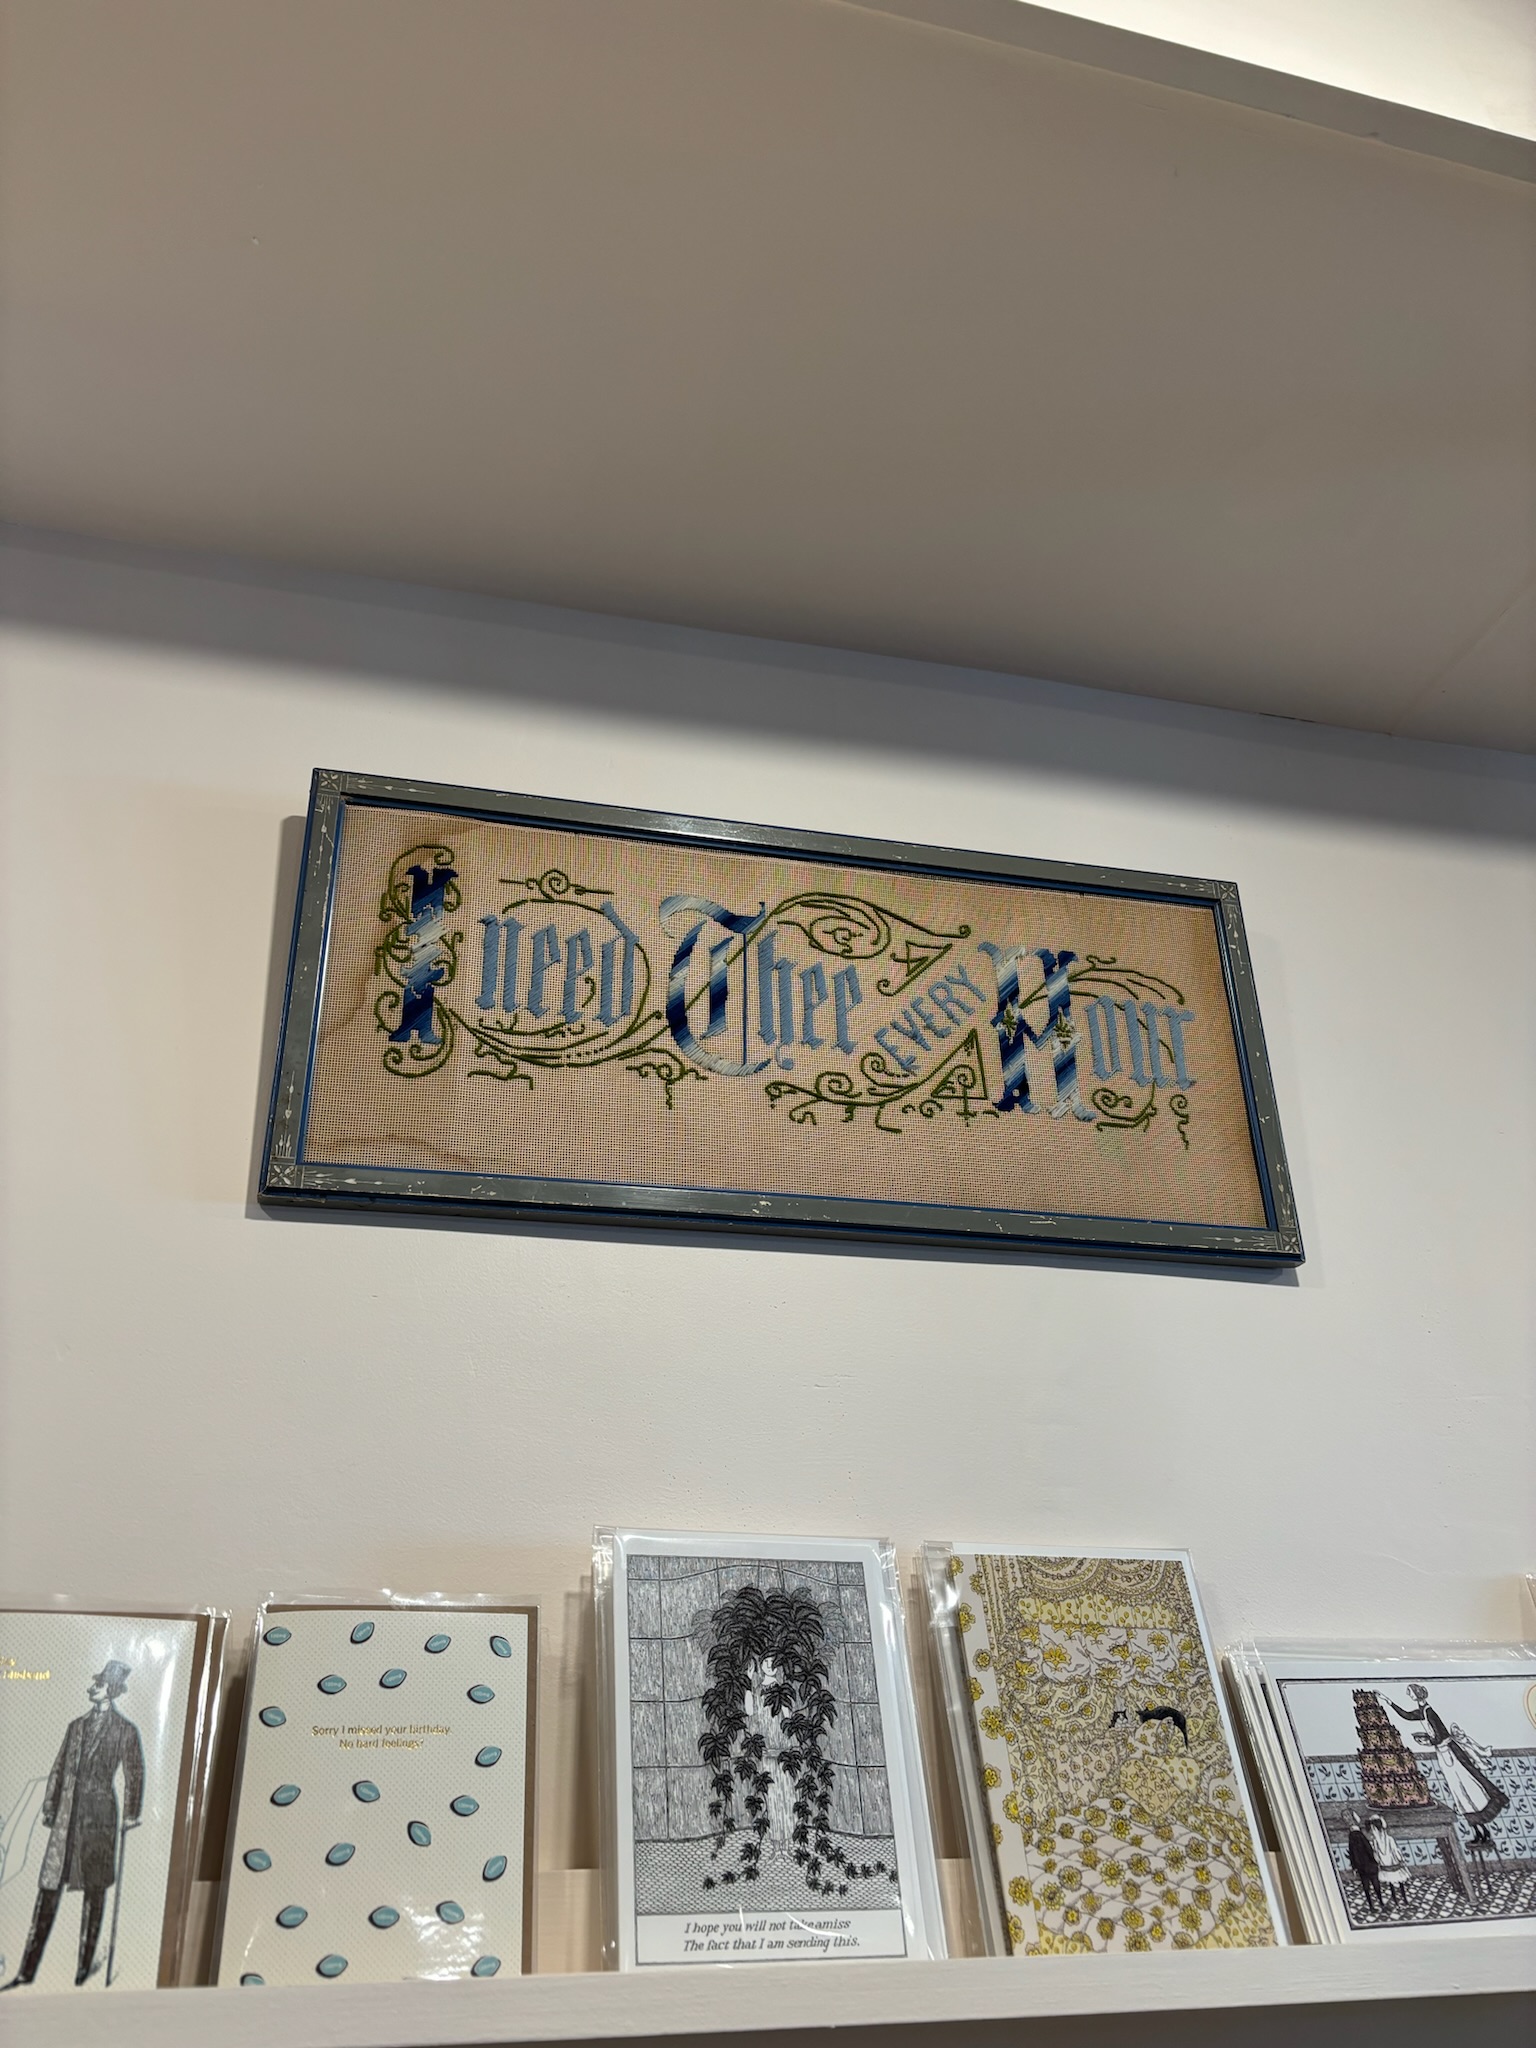 I need Thee EVERY Hour
Sorry I missed your birthday.
No hard feelings?
I hope you will not take amiss
The fact that I am sending this.